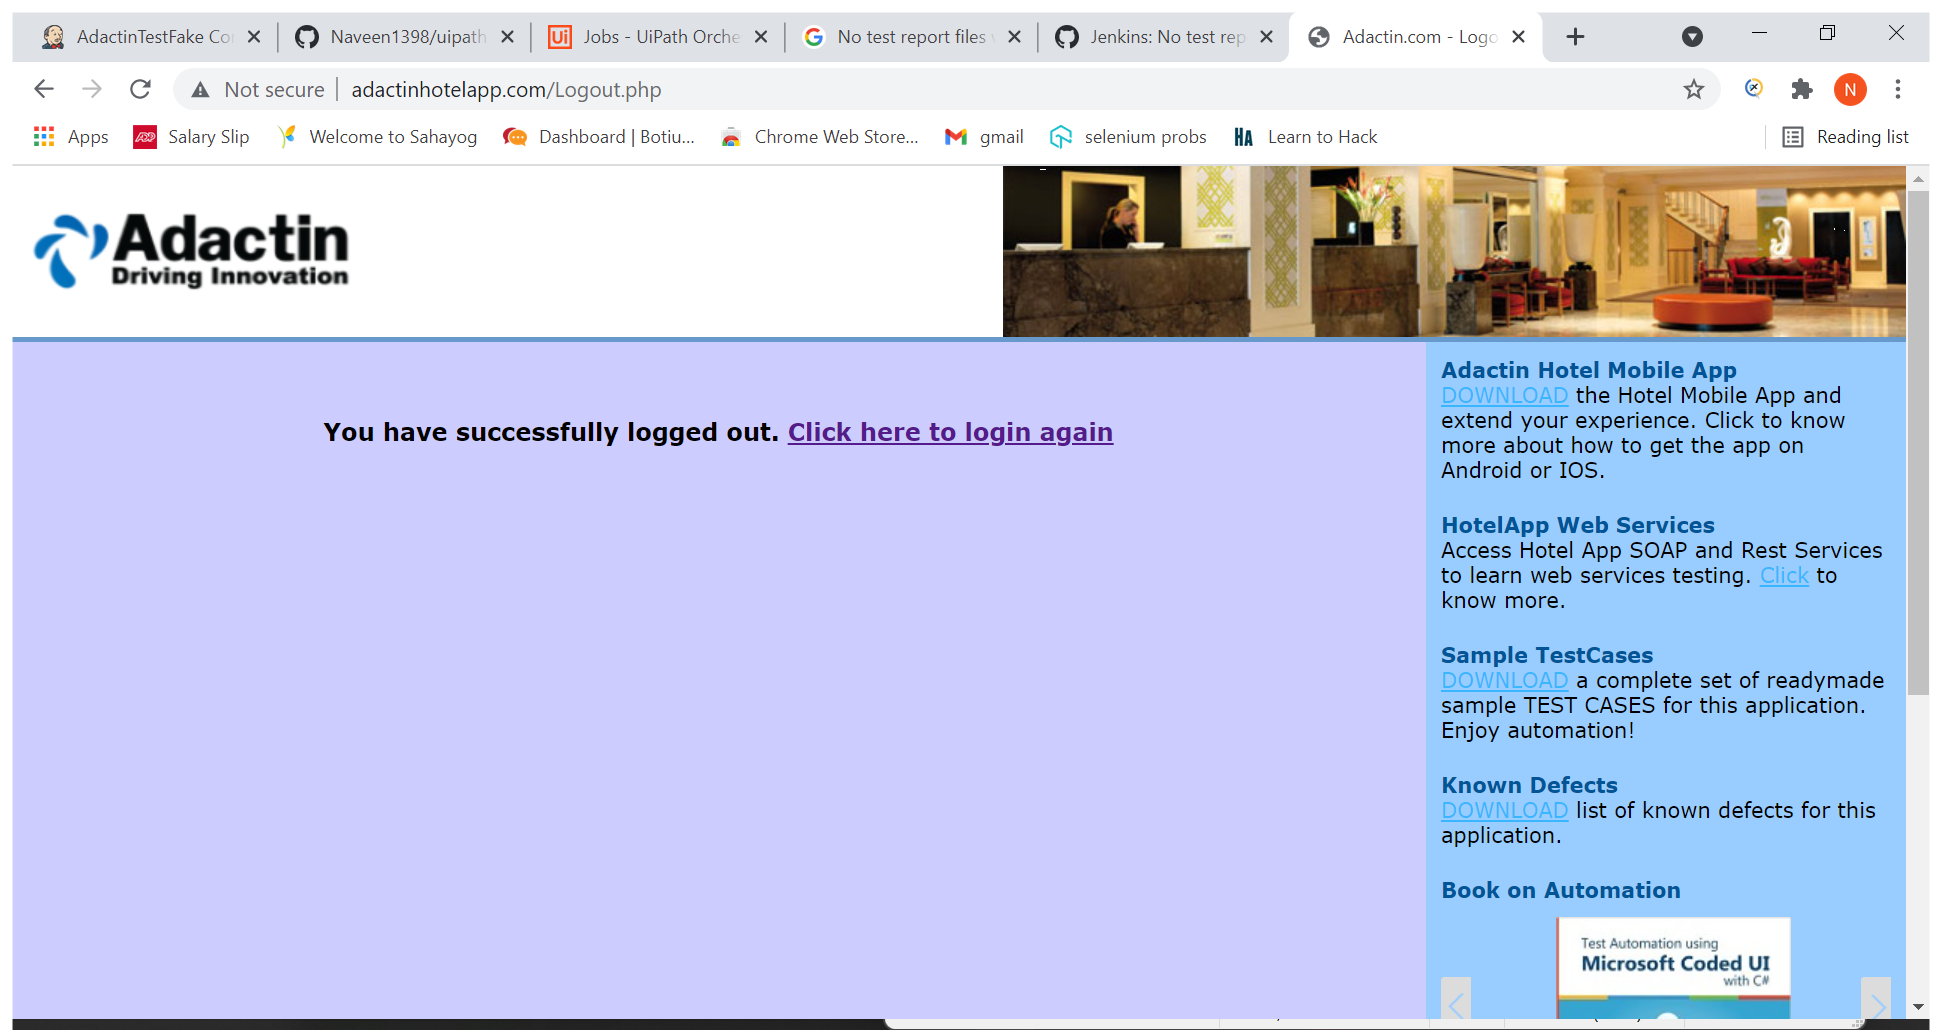 AdactinTestFake Co
Naveen1398/uipath
Jobs - UiPath Orche
No test report files
Jenkins: No test rep
Adactin.com - Logo
Not secure
adactinhotelapp.com/Logout.php
N
Apps
ADP
Salary Slip
Welcome to Sahayog
Dashboard | Botiu...
Chrome Web Store...
gmail
selenium probs
HA
Learn to Hack
Reading list
Adactin
Driving Innovation
You have successfully logged out. Click here to login again
Adactin Hotel Mobile App
DOWNLOAD the Hotel Mobile App and
extend your experience. Click to know
more about how to get the app on
Android or IOS.
HotelApp Web Services
Access Hotel App SOAP and Rest Services
to learn web services testing. Click to
know more.
Sample TestCases
DOWNLOAD a complete set of readymade
sample TEST CASES for this application.
Enjoy automation!
Known Defects
DOWNLOAD list of known defects for this
application.
Book on Automation
Test Automation using
Microsoft Coded UI
with C#